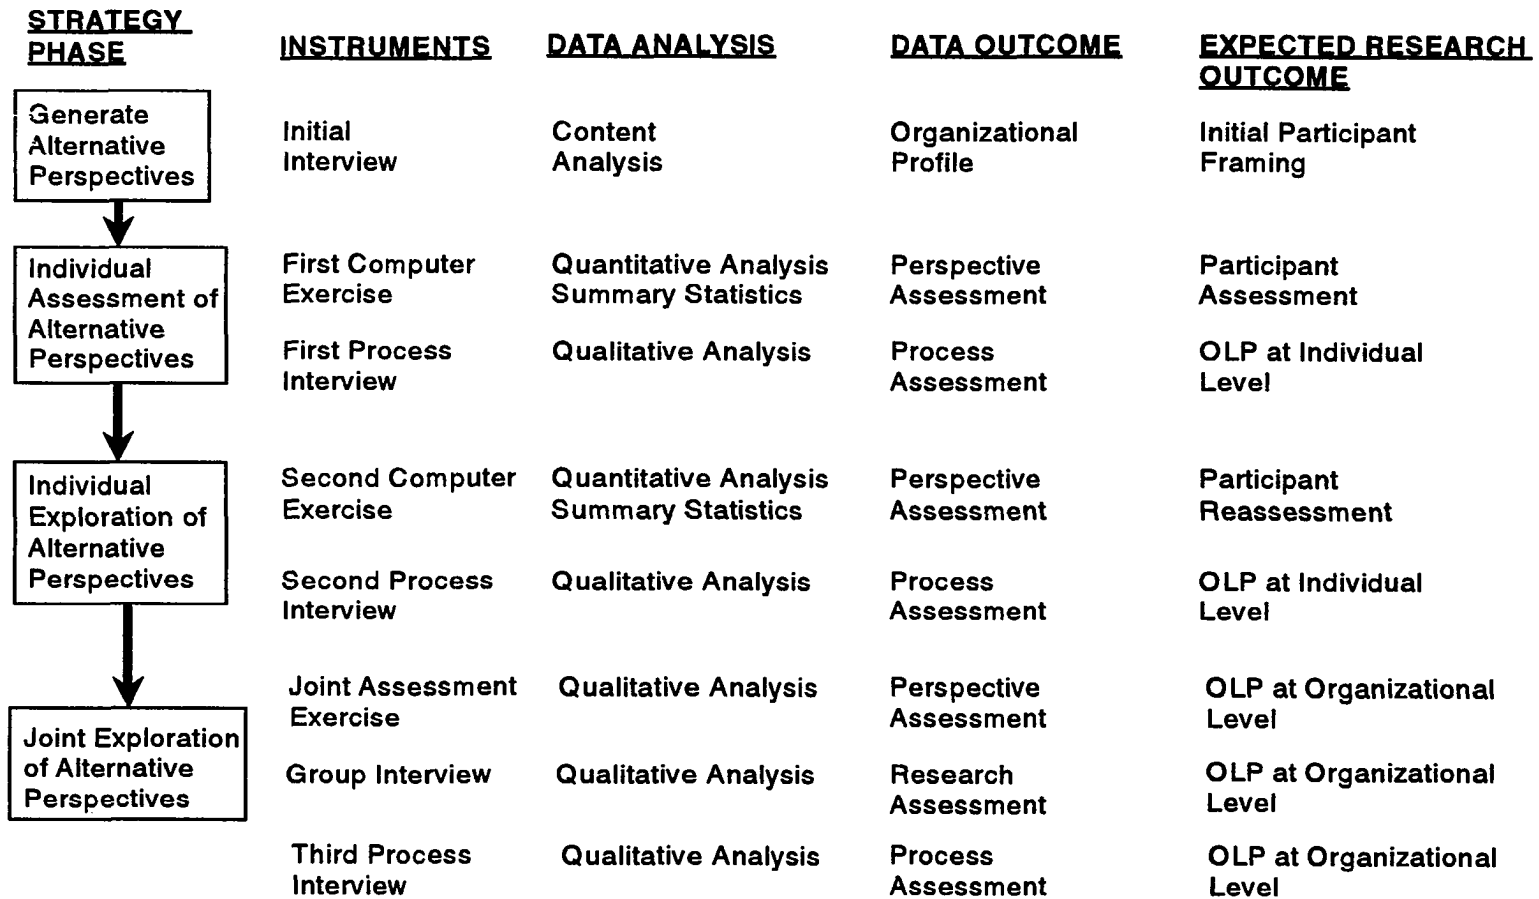 STRATEGY
PHASE
INSTRUMENTS
DATA ANALYSIS
DATA OUTCOME
EXPECTED RESEARCH
OUTCOME
Generate
Alternative
Perspectives
Initial
Interview
Content
Analysis
Organizational
Profile
Initial Participant
Framing
Individual
Assessment of
Alternative
Perspectives
First Computer
Exercise
Quantitative Analysis
Summary Statistics
Perspective
Assessment
Participant
Assessment
First Process
Interview
Qualitative Analysis
Process
Assessment
OLP at Individual
Level
Individual
Exploration of
Alternative
Perspectives
Second Computer
Exercise
Quantitative Analysis
Summary Statistics
Perspective
Assessment
Participant
Reassessment
Second Process
Interview
Qualitative Analysis
Process
Assessment
OLP at Individual
Level
Joint Exploration
of Alternative
Perspectives
Joint Assessment
Exercise
Qualitative Analysis
Perspective
Assessment
OLP at Organizational
Level
Group Interview
Qualitative Analysis
Research
Assessment
OLP at Organizational
Level
Third Process
Interview
Qualitative Analysis
Process
Assessment
OLP at Organizational
Level